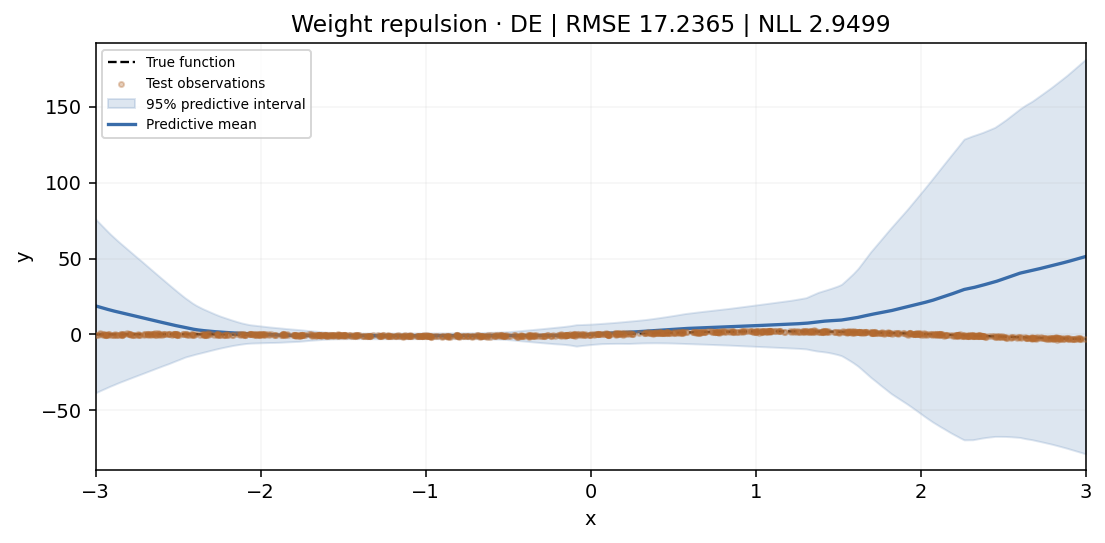 Weight repulsion · DE | RMSE 17.2365 | NLL 2.9499
True function
Test observations
95% predictive interval
Predictive mean
150
100
50
0
−50
y
−3
−2
−1
0
1
2
3
x